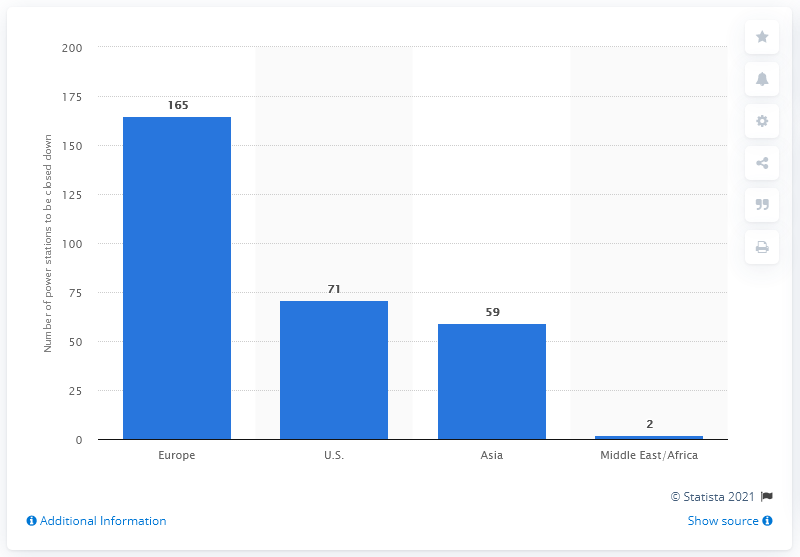 Number of power stations to be closed down
200
175
150
125
100
75
50
25
0
165
71
59
2
Europe
U.S.
Asia
Middle East/Africa
© Statista 2021
Additional Information
Show source